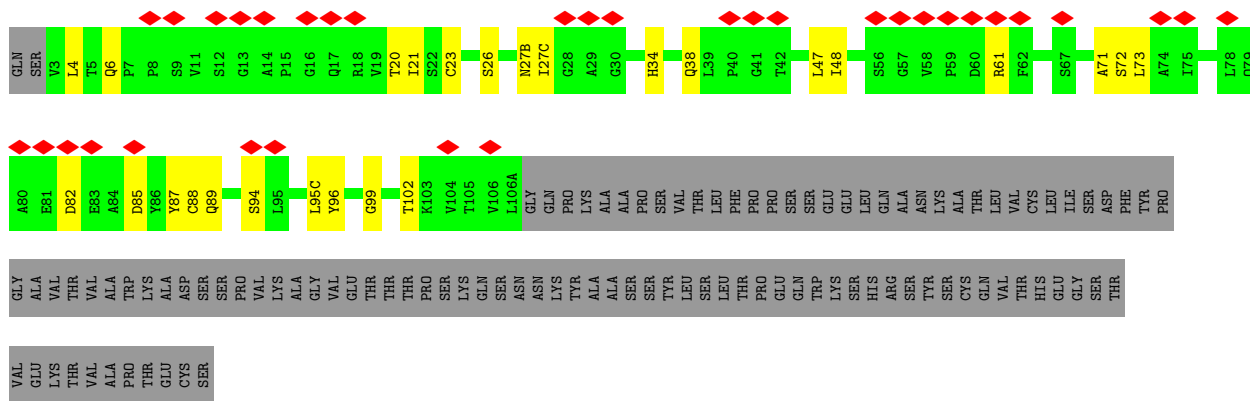 GLN SER V3 L4 T5 Q6 P7 P8 S9 V11 S12 G13 A14 P15 G16 Q17 R18 V19 T20 I21 S22 C23 S26 N27B I27C G28 A29 G30 H34 Q38 L39 P40 G41 T42 L47 I48 S56 G57 V58 P59 D60 R61 F62 S67 A71 S72 L73 A74 I75 L78 Q79
A80 E81 D82 E83 A84 D85 Y86 Y87 C88 Q89 S94 L95 L95C Y96 G99 T102 K103 V104 T105 V106 L106A GLY GLN PRO LYS ALA ALA PRO SER VAL THR LEU PHE PRO PRO SER SER GLU GLU LEU GLN ALA ASN LYS ALA THR LEU VAL CYS LEU ILE SER ASP PHE TYR PRO
GLY ALA VAL THR VAL ALA TRP LYS ALA ASP SER SER PRO VAL LYS ALA GLY VAL GLU THR THR THR PRO SER LYS GLN SER ASN ASN LYS TYR ALA ALA SER SER TYR LEU SER LEU THR PRO GLU GLN TRP LYS SER HIS ARG SER TYR SER CYS GLN VAL THR HIS GLU GLY SER THR
VAL GLU LYS THR VAL ALA PRO THR GLU CYS SER